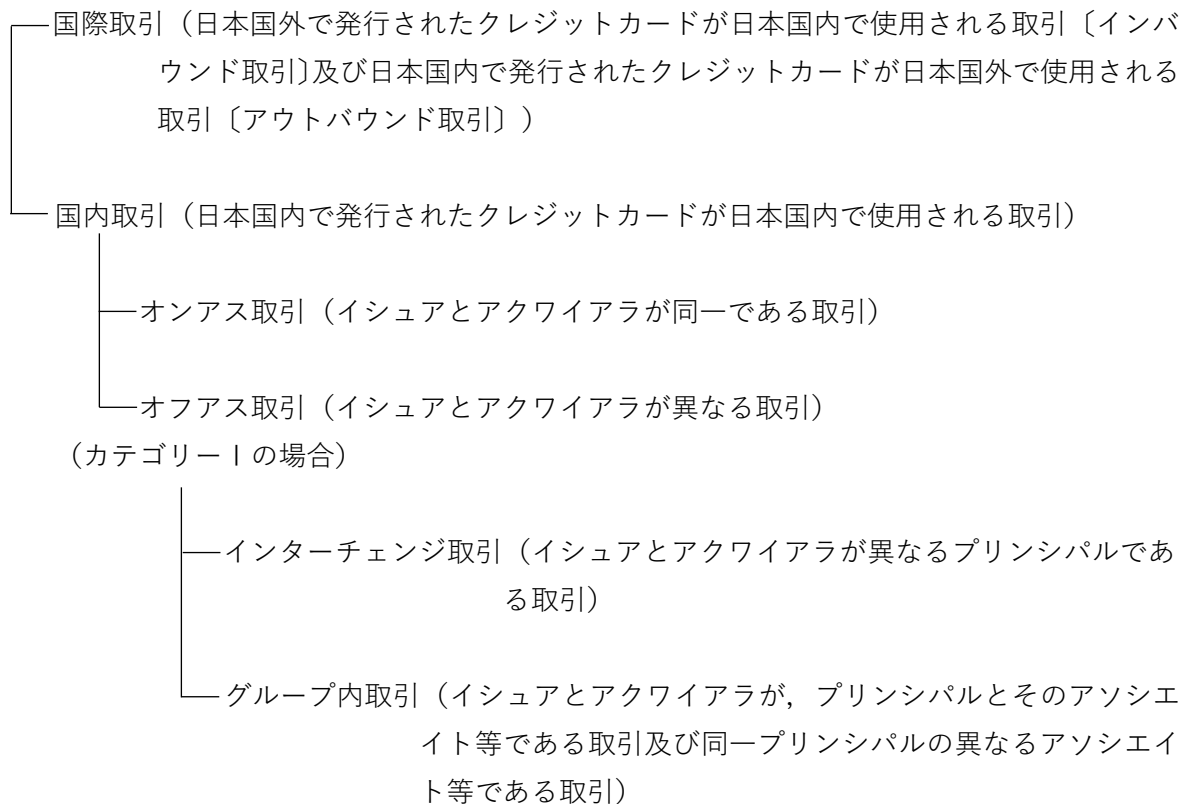 国際取引（日本国外で発行されたクレジットカードが日本国内で使用される取引〔インバ
ウンド取引〕及び日本国内で発行されたクレジットカードが日本国外で使用される
取引〔アウトバウンド取引〕）
国内取引（日本国内で発行されたクレジットカードが日本国内で使用される取引）
オンアス取引（イシュアとアクワイアラが同一である取引）
オフアス取引（イシュアとアクワイアラが異なる取引）
（カテゴリーⅠの場合）
インターチェンジ取引（イシュアとアクワイアラが異なるプリンシパルであ
る取引）
グループ内取引（イシュアとアクワイアラが，プリンシパルとそのアソシエ
イト等である取引及び同一プリンシパルの異なるアソシエイ
ト等である取引）